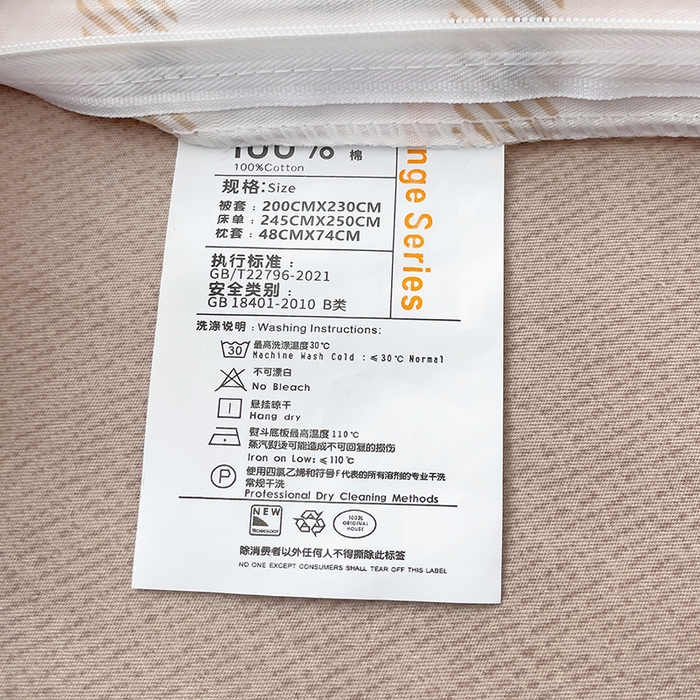 100% 棉
100%Cotton
规格:Size
被套：200CMX230CM
床单：245CMX250CM
枕套：48CMX74CM
执行标准：
GB/T22796-2021
安全类别：
GB 18401-2010 B类
nge Series
洗涤说明：Washing Instructions:
30
最高洗涤温度30℃
Machine Wash Cold : ≤30℃ Normal
不可漂白
No Bleach
悬挂晾干
Hang dry
熨斗底板最高温度110℃
蒸汽熨烫可能造成不可回复的损伤
Iron on Low: ≤110℃
P
使用四氯乙烯和符号F代表的所有溶剂的专业干洗
常规干洗
Professional Dry Cleaning Methods
NEW
TECHNOLOGY
100%
ORIGINAL
HOUSE
除消费者以外任何人不得撕除此标签
NO ONE EXCEPT CONSUMERS SHALL TEAR OFF THIS LABEL